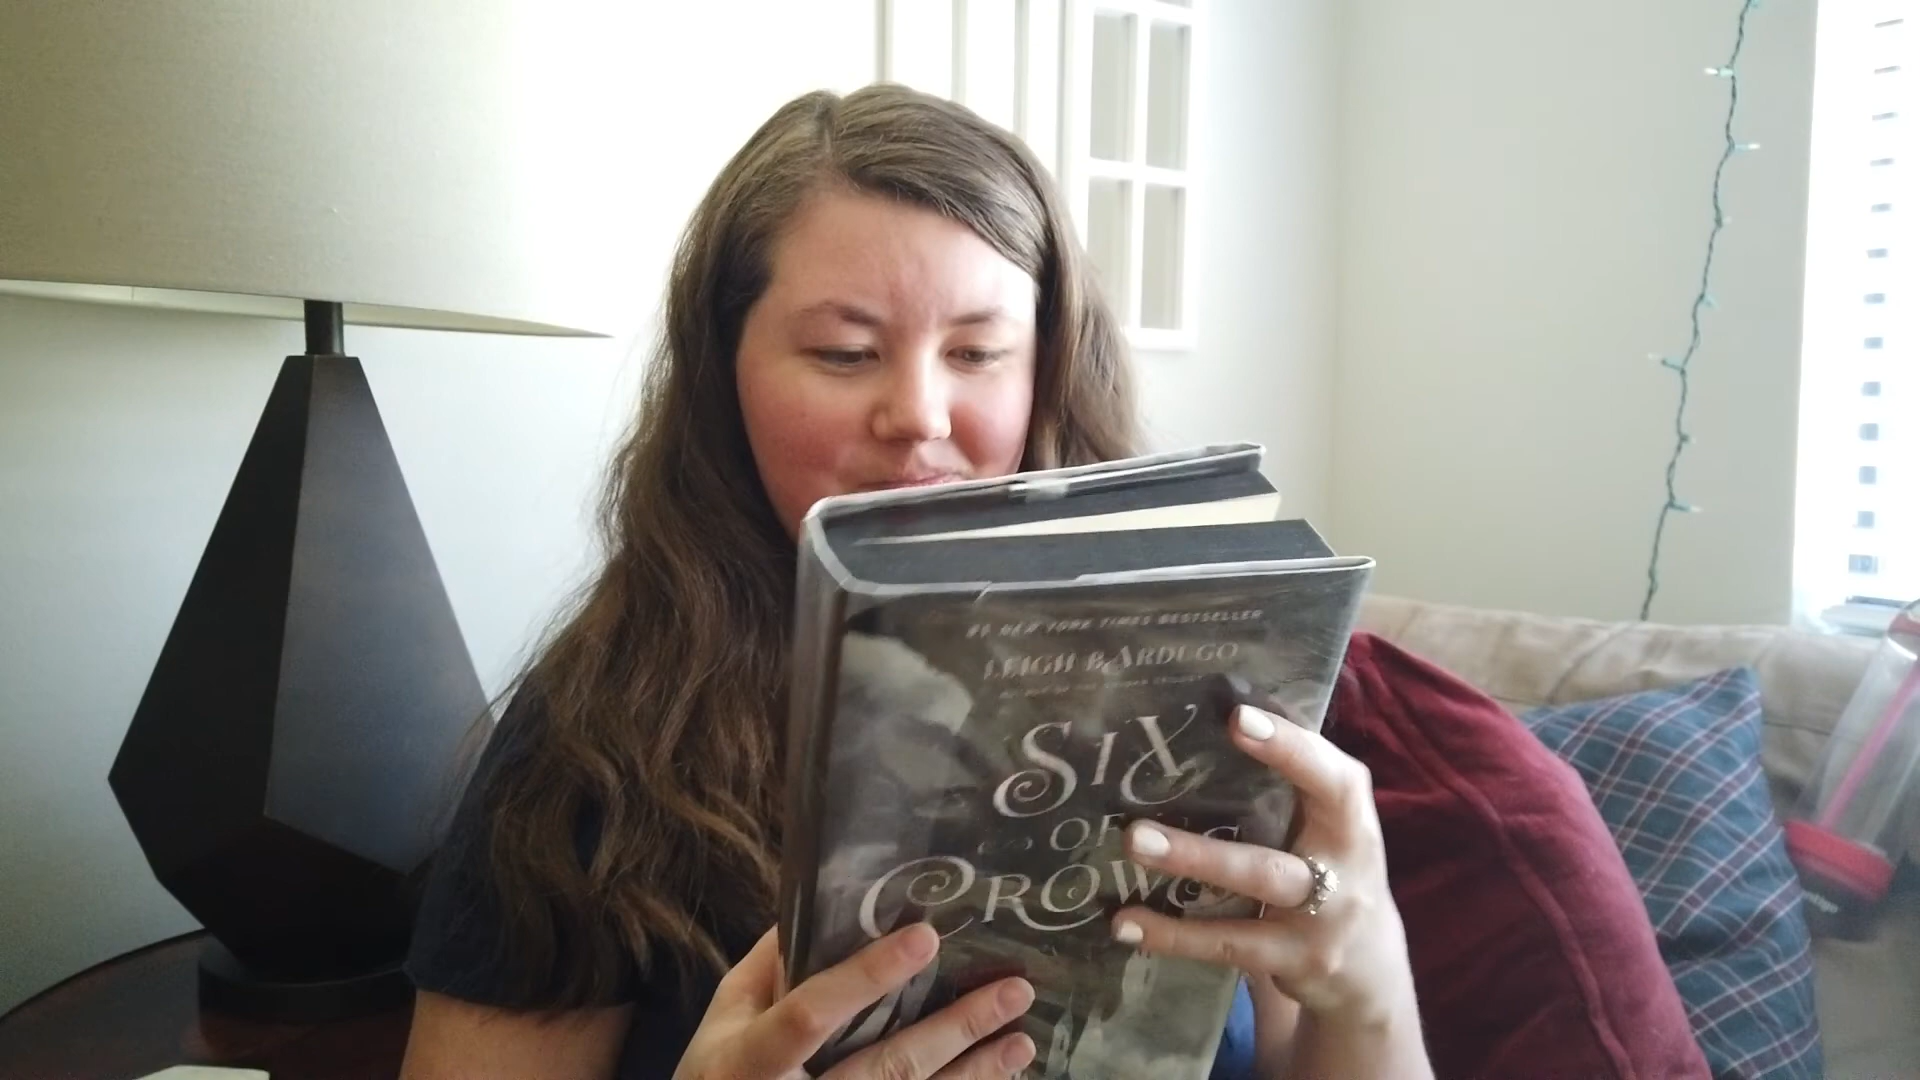 #1 NEW YORK TIMES BESTSELLER
LEIGH BARDUGO
SIX
OF
CROWS